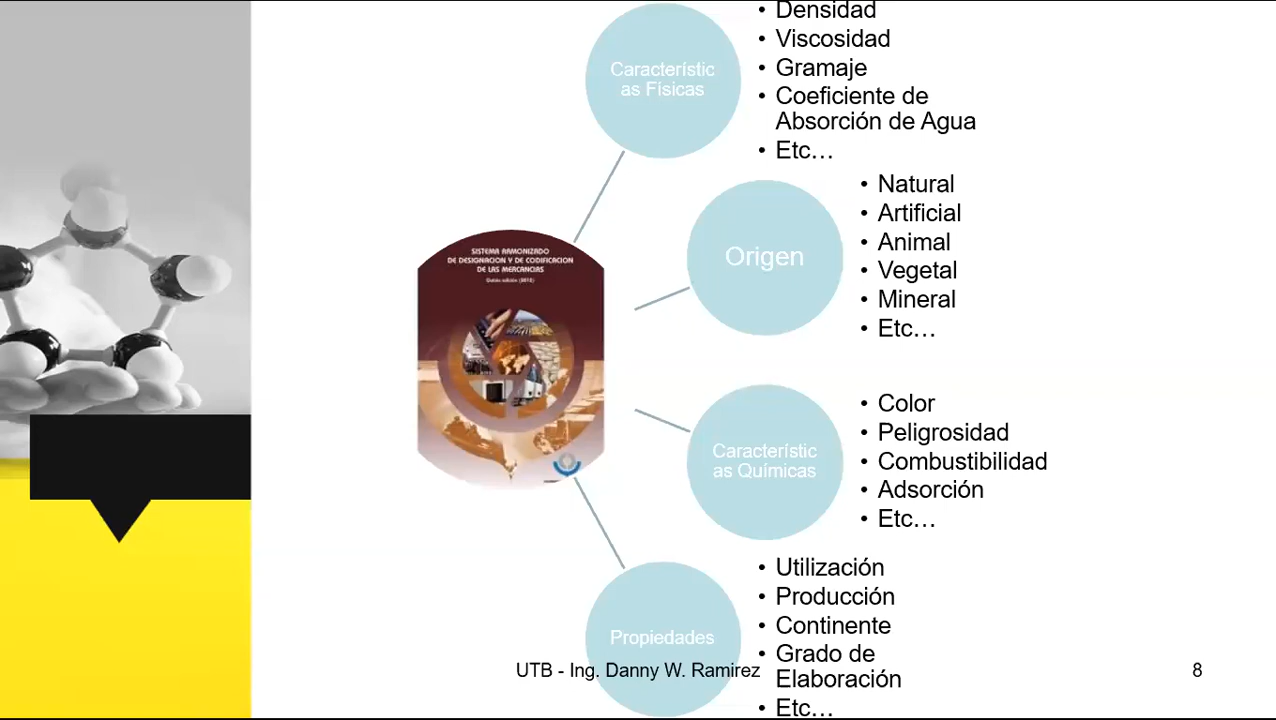 Característic
as Físicas
• Densidad
• Viscosidad
• Gramaje
• Coeficiente de
Absorción de Agua
• Etc…
Origen
• Natural
• Artificial
• Animal
• Vegetal
• Mineral
• Etc…
SISTEMA ARMONIZADO
DE DESIGNACION Y DE CODIFICACION
DE LAS MERCANCIAS
Característic
as Químicas
• Color
• Peligrosidad
• Combustibilidad
• Adsorción
• Etc…
Propiedades
• Utilización
• Producción
• Continente
• Grado de
Elaboración
• Etc…
UTB - Ing. Danny W. Ramirez
8